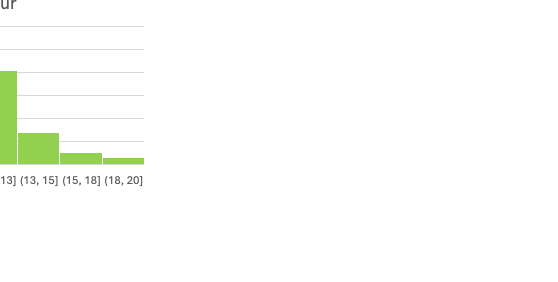 ur
13] (13, 15] (15, 18] (18, 20]